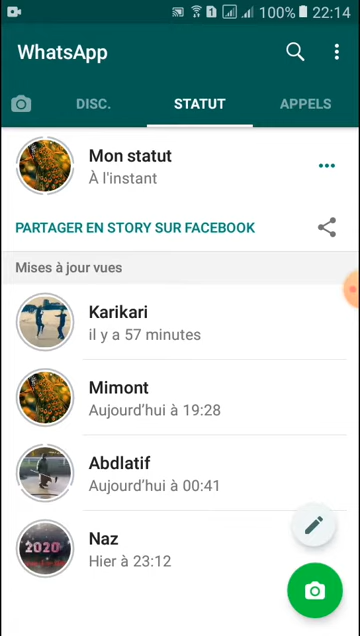 1 100% 22:14
WhatsApp
DISC. STATUT APPELS
Mon statut
À l'instant
PARTAGER EN STORY SUR FACEBOOK
Mises à jour vues
Karikari
il y a 57 minutes
Mimont
Aujourd'hui à 19:28
Abdlatif
Aujourd'hui à 00:41
Naz
Hier à 23:12
2020